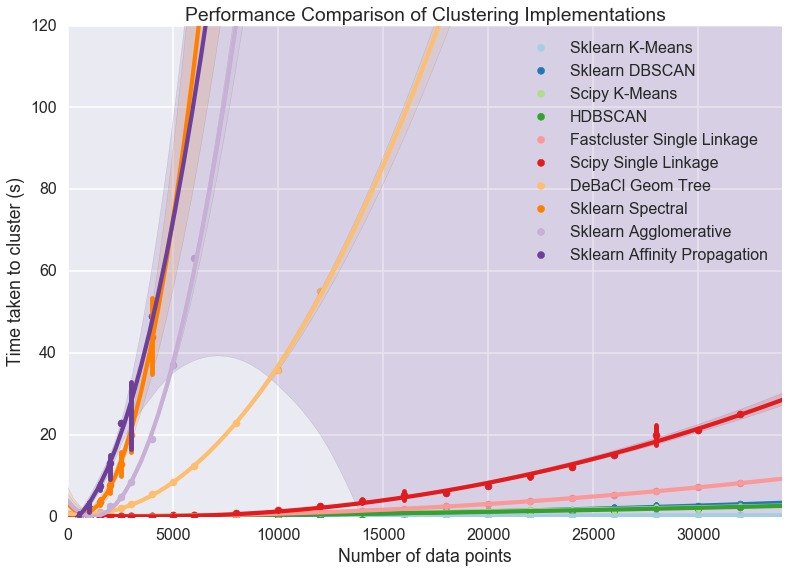 Performance Comparison of Clustering Implementations
120
100
80
60
40
20
0
Time taken to cluster (s)
Sklearn K-Means
Sklearn DBSCAN
Scipy K-Means
HDBSCAN
Fastcluster Single Linkage
Scipy Single Linkage
DeBaCl Geom Tree
Sklearn Spectral
Sklearn Agglomerative
Sklearn Affinity Propagation
0 5000 10000 15000 20000 25000 30000
Number of data points